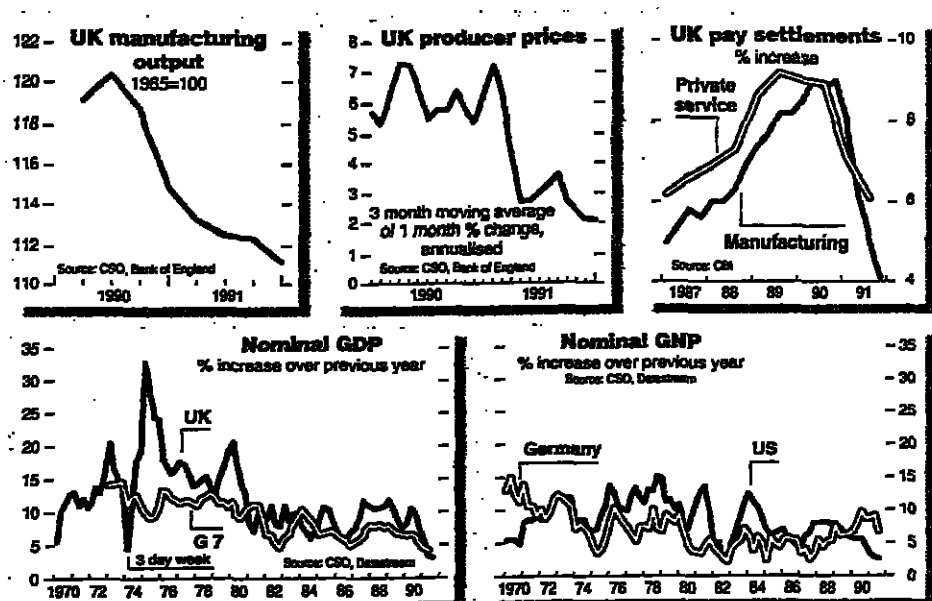 UK manufacturing
output
1985=100
122
120
118
116
114
112
110
Source: CSO, Bank of England
1990
1991
UK producer prices
8
7
6
5
4
3
2
1
0
3 month moving average
of 1 month % change,
annualised
Source: CSO, Bank of England
1990
1991
UK pay settlements
% increase
Private
service
Manufacturing
Source: CBI
10
8
6
4
1987 88 89 90 91
Nominal GDP
% increase over previous year
35
30
25
20
15
10
5
0
UK
G7
3 day week
Source: CSO, Datastream
1970 72 74 76 78 80 82 84 86 88 90
Nominal GNP
% increase over previous year
Source: CSO, Datastream
Germany
US
35
30
25
20
15
10
5
0
1970 72 74 76 78 80 82 84 86 88 90